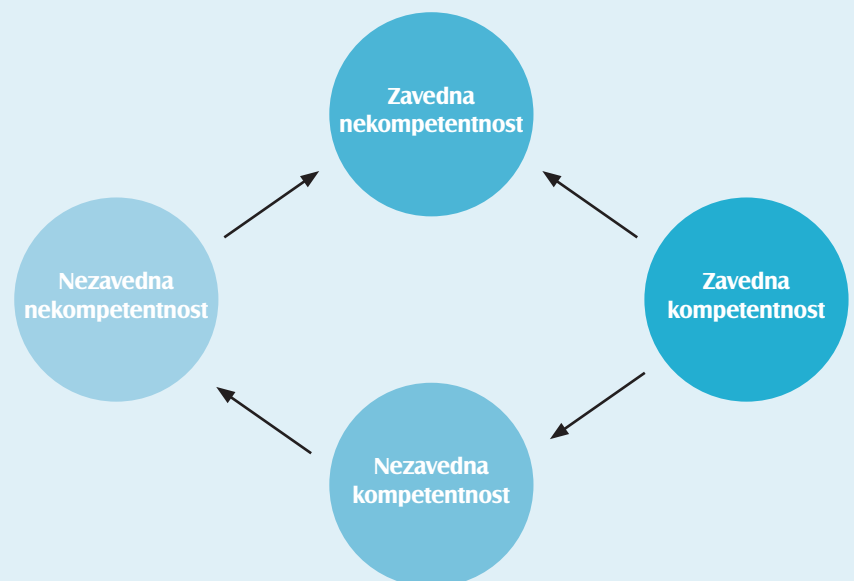 Zavedna
nekompetentnost
Nezavedna
nekompetentnost
Zavedna
kompetentnost
Nezavedna
kompetentnost